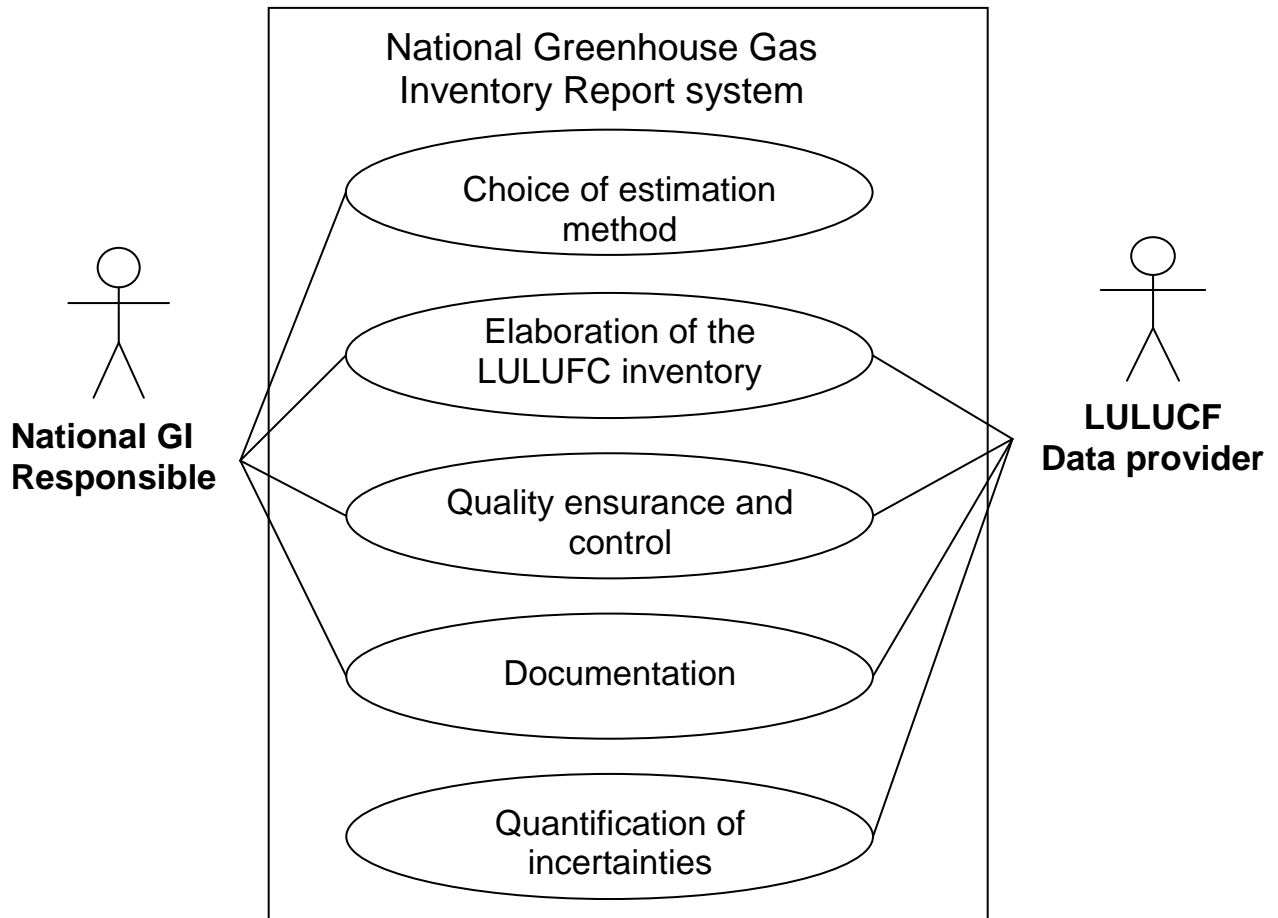 National Greenhouse Gas
Inventory Report system
Choice of estimation
method
Elaboration of the
LULUFC inventory
Quality ensurance and
control
Documentation
Quantification of
incertainties
National GI
Responsible
LULUCF
Data provider